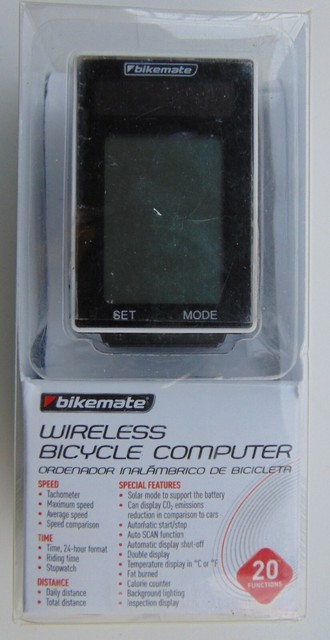 bikemate
SET MODE
bikemate
WIRELESS
BICYCLE COMPUTER
ORDENADOR INALÁMBRICO DE BICICLETA
SPEED
• Tachometer
• Maximum speed
• Average speed
• Speed comparison
TIME
• Time, 24-hour format
• Riding time
• Stopwatch
DISTANCE
• Daily distance
• Total distance
SPECIAL FEATURES
• Solar mode to support the battery
• Can display CO₂ emissions
reduction in comparison to cars
• Automatic start/stop
• Auto SCAN function
• Automatic display shut-off
• Double display
• Temperature display in °C or °F
• Fat burned
• Calorie counter
• Background lighting
• Inspection display
20
FUNCTIONS